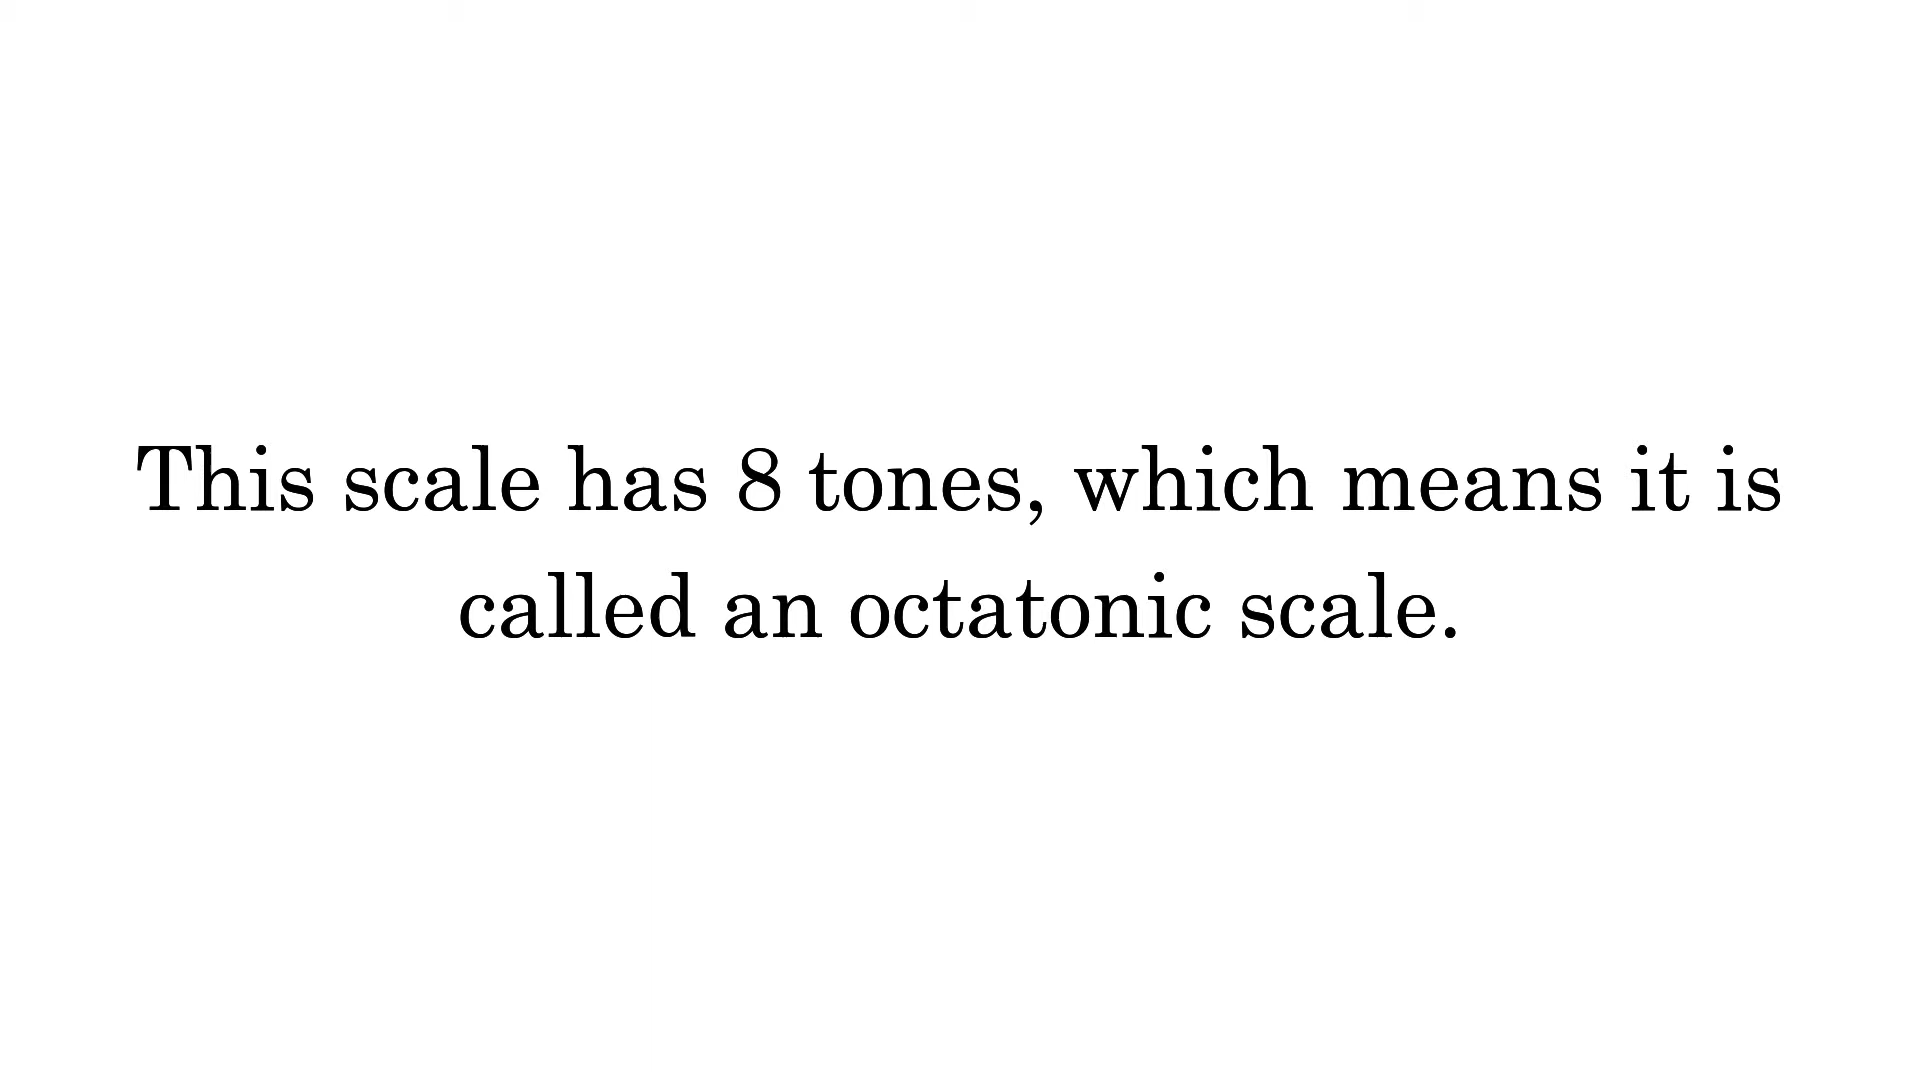 This scale has 8 tones, which means it is
called an octatonic scale.